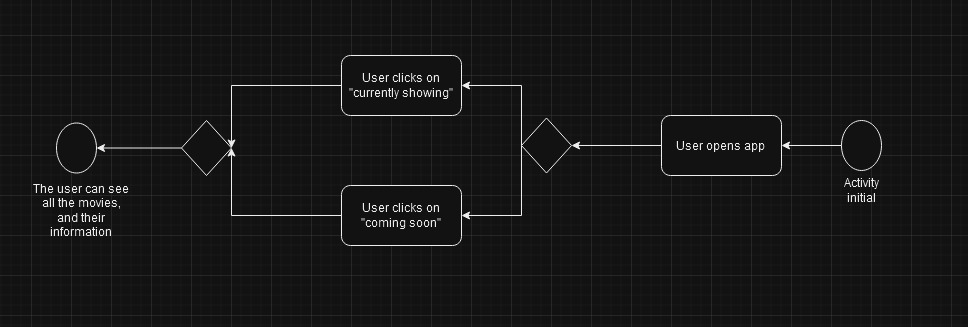 User clicks on
"currently showing"
User opens app
The user can see
all the movies,
and their
information
User clicks on
"coming soon"
Activity
initial